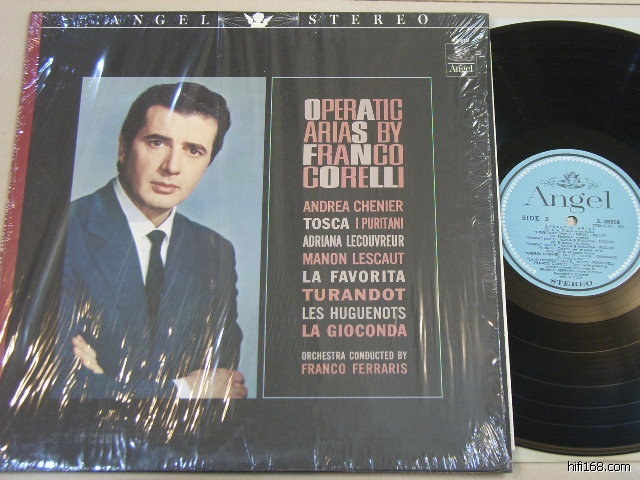 ANGEL STEREO
Angel
OPERATIC
ARIAS BY
FRANCO
CORELLI
ANDREA CHENIER
TOSCA I PURITANI
ADRIANA LECOUVREUR
MANON LESCAUT
LA FAVORITA
TURANDOT
LES HUGUENOTS
LA GIOCONDA
ORCHESTRA CONDUCTED BY
FRANCO FERRARIS
Angel
SIDE 2
STEREO
hifi168.com